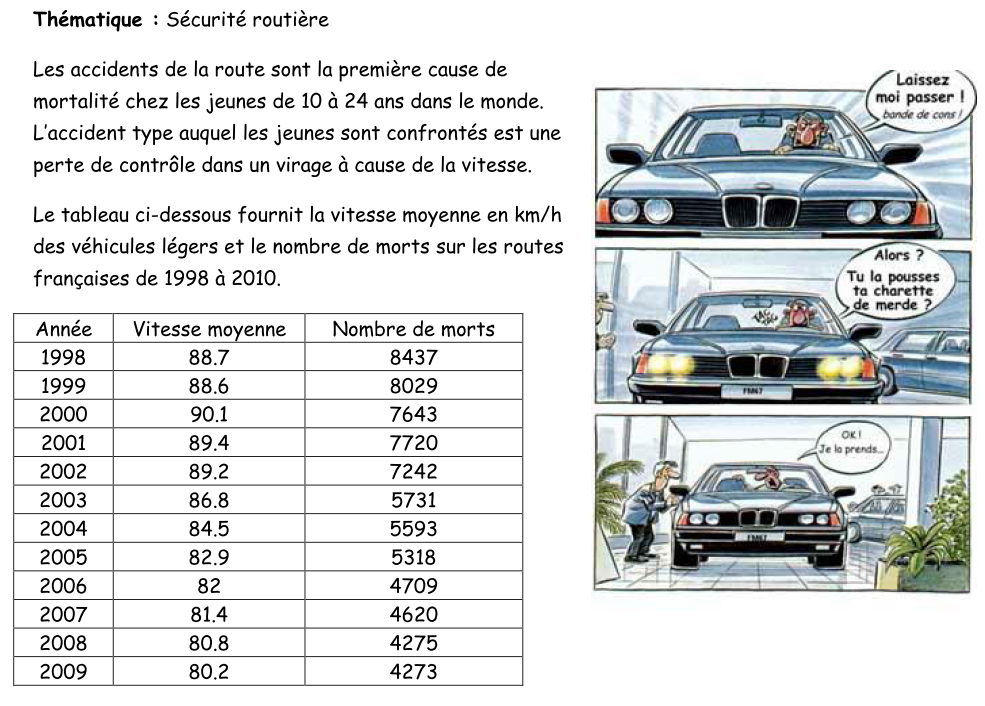 Thématique : Sécurité routière
Les accidents de la route sont la première cause de
mortalité chez les jeunes de 10 à 24 ans dans le monde.
L'accident type auquel les jeunes sont confrontés est une
perte de contrôle dans un virage à cause de la vitesse.
Le tableau ci-dessous fournit la vitesse moyenne en km/h
des véhicules légers et le nombre de morts sur les routes
françaises de 1998 à 2010.
Année Vitesse moyenne Nombre de morts
1998 88.7 8437
1999 88.6 8029
2000 90.1 7643
2001 89.4 7720
2002 89.2 7242
2003 86.8 5731
2004 84.5 5593
2005 82.9 5318
2006 82 4709
2007 81.4 4620
2008 80.8 4275
2009 80.2 4273
Laissez
moi passer !
bande de cons !
Alors ?
Tu la pousses
ta charette
de merde ?
FM67
OK !
Je la prends...
FM67